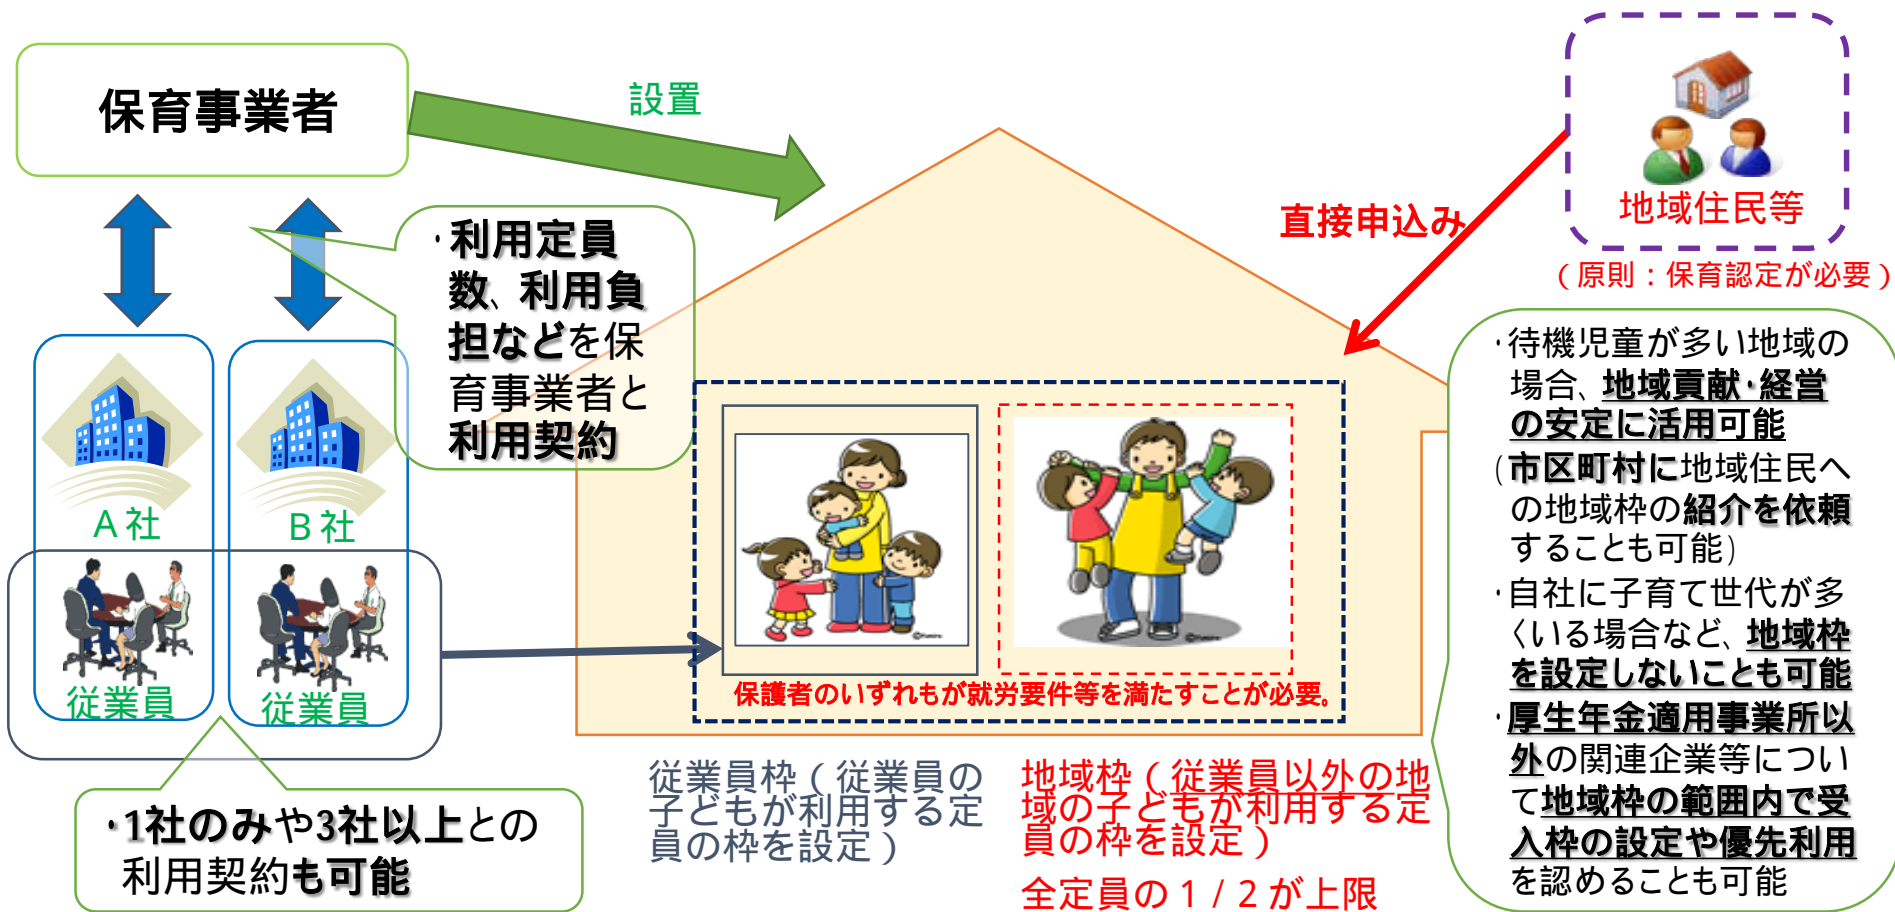 保育事業者
設置
・利用定員
数、利用負
担などを保
育事業者と
利用契約
直接申込み
地域住民等
（原則：保育認定が必要）
A社
B社
従業員
従業員
・1社のみや3社以上との
利用契約も可能
保護者のいずれもが就労要件等を満たすことが必要。
従業員枠（従業員の
子どもが利用する定
員の枠を設定）
地域枠（従業員以外の地
域の子どもが利用する定
員の枠を設定）
全定員の1/2が上限
・待機児童が多い地域の
場合、地域貢献・経営
の安定に活用可能
(市区町村に地域住民へ
の地域枠の紹介を依頼
することも可能)
・自社に子育て世代が多
くいる場合など、地域枠
を設定しないことも可能
・厚生年金適用事業所以
外の関連企業等につい
て地域枠の範囲内で受
入枠の設定や優先利用
を認めることも可能